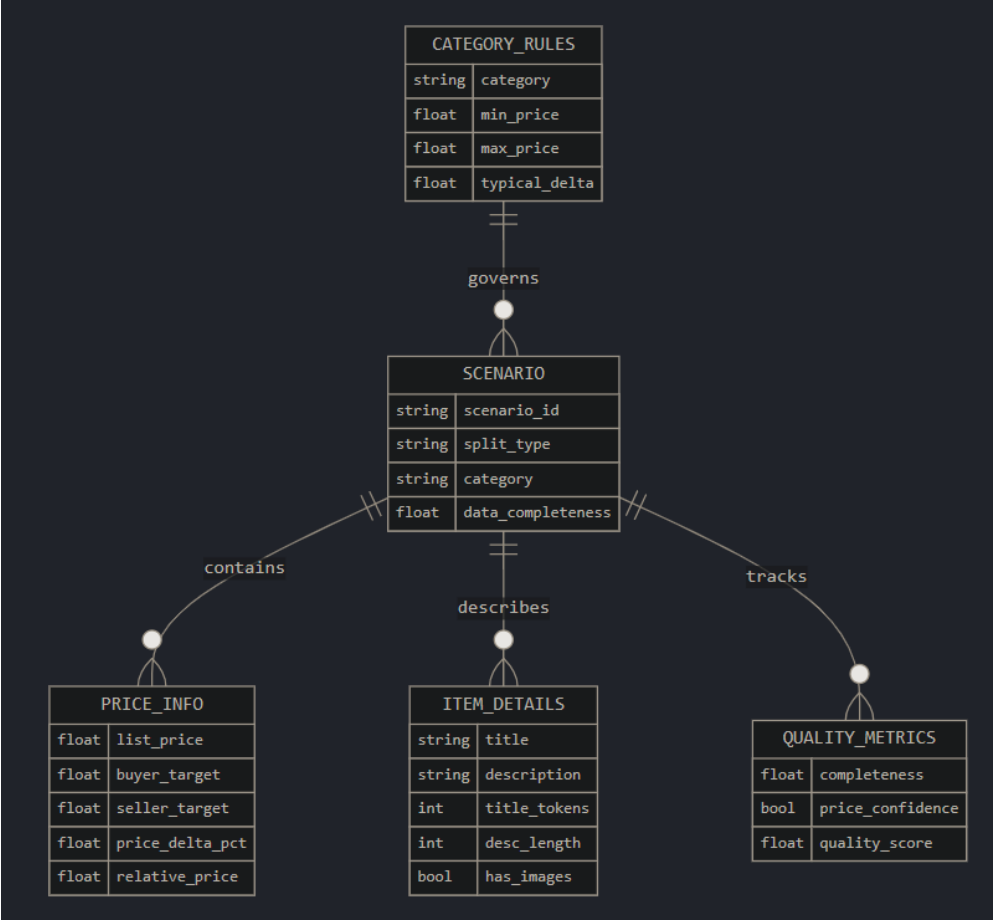 CATEGORY_RULES
string category
float min_price
float max_price
float typical_delta
governs
SCENARIO
string scenario_id
string split_type
string category
float data_completeness
contains
describes
tracks
PRICE_INFO
float list_price
float buyer_target
float seller_target
float price_delta_pct
float relative_price
ITEM_DETAILS
string title
string description
int title_tokens
int desc_length
bool has_images
QUALITY_METRICS
float completeness
bool price_confidence
float quality_score